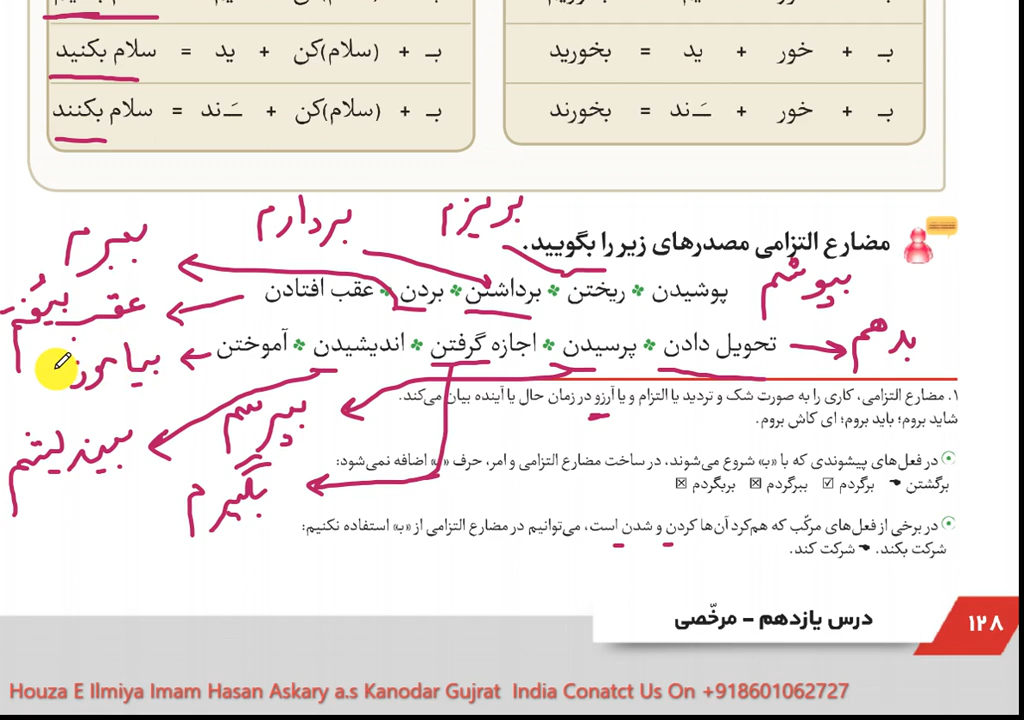 بـ + خور + ید = بخورید
بـ + (سلام)کن + ید = سلام بکنید
بـ + خور + ـَـ ند = بخورند
بـ + (سلام)کن + ـَـ ند = سلام بکنند
بریزم بردارم ببرم
مضارع التزامی مصدرهای زیر را بگویید.
بپوشم
پوشیدن ریختن برداشتن بردن عقب افتادن
بدهم
تحویل دادن پرسیدن اجازه گرفتن اندیشیدن آموختن
بیاموزم
۱. مضارع التزامی، کاری را به صورت شک و تردید یا التزام و یا آرزو در زمان حال یا آینده بیان می‌کند.
شاید بروم؛ باید بروم؛ ای کاش بروم.
بپرسم
در فعل‌های پیشوندی که با «ب» شروع می‌شوند، در ساخت مضارع التزامی و امر، حرف «ب» اضافه نمی‌شود:
برگشتن برگردم ☑ ببرگردم ☒ بربگردم ☒
بگیرم
در برخی از فعل‌های مرکّب که هم‌کرد آن‌ها کردن و شدن است، می‌توانیم در مضارع التزامی از «ب» استفاده نکنیم:
شرکت بکند. شرکت کند.
درس یازدهم - مرخّصی
۱۲۸
Houza E Ilmiya Imam Hasan Askary a.s Kanodar Gujrat India Conatct Us On +918601062727